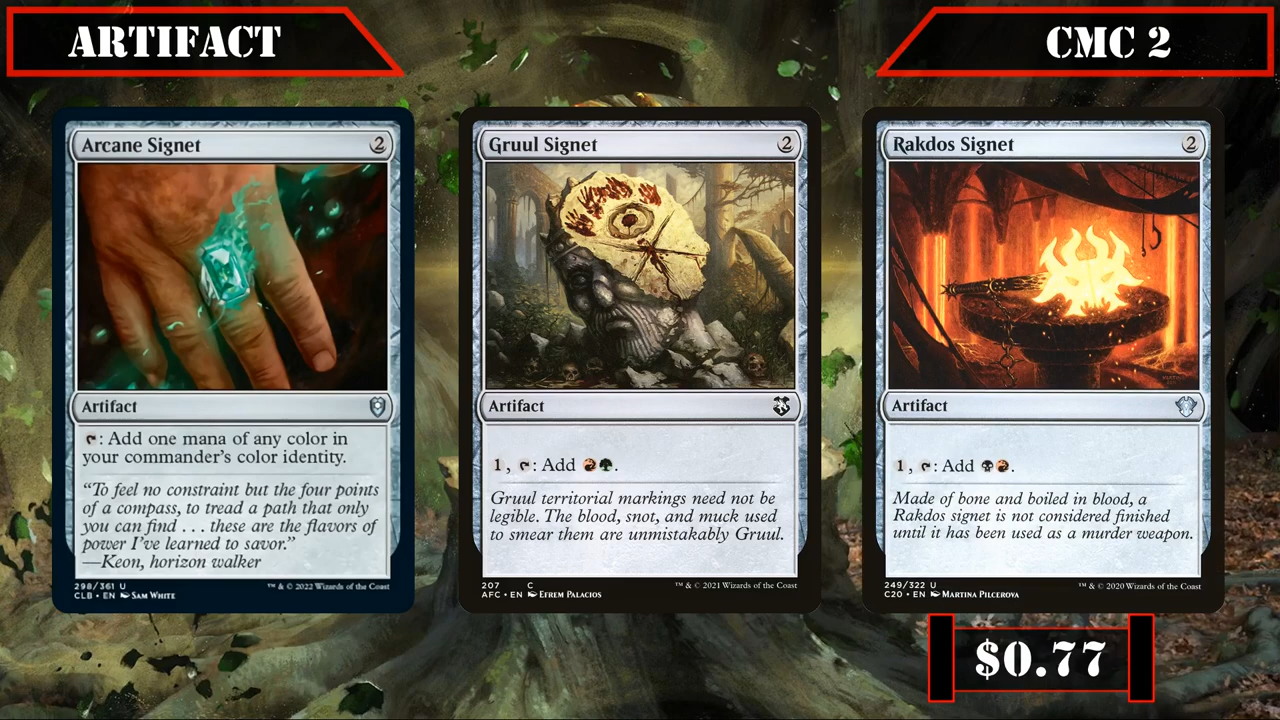 ARTIFACT
CMC 2
Arcane Signet 2
Artifact
: Add one mana of any color in
your commander's color identity.
“To feel no constraint but the four points
of a compass, to tread a path that only
you can find . . . these are the flavors of
power I've learned to savor.”
—Keon, horizon walker
298/361 U
CLB • EN Sam White
™ & © 2022 Wizards of the Coast
Gruul Signet 2
Artifact
1, : Add .
Gruul territorial markings need not be
legible. The blood, snot, and muck used
to smear them are unmistakably Gruul.
207 C
AFC • EN Efrem Palacios
™ & © 2021 Wizards of the Coast
Rakdos Signet 2
Artifact
1, : Add .
Made of bone and boiled in blood, a
Rakdos signet is not considered finished
until it has been used as a murder weapon.
249/322 U
C20 • EN Martina Pilcerova
™ & © 2020 Wizards of the Coast
$0.77